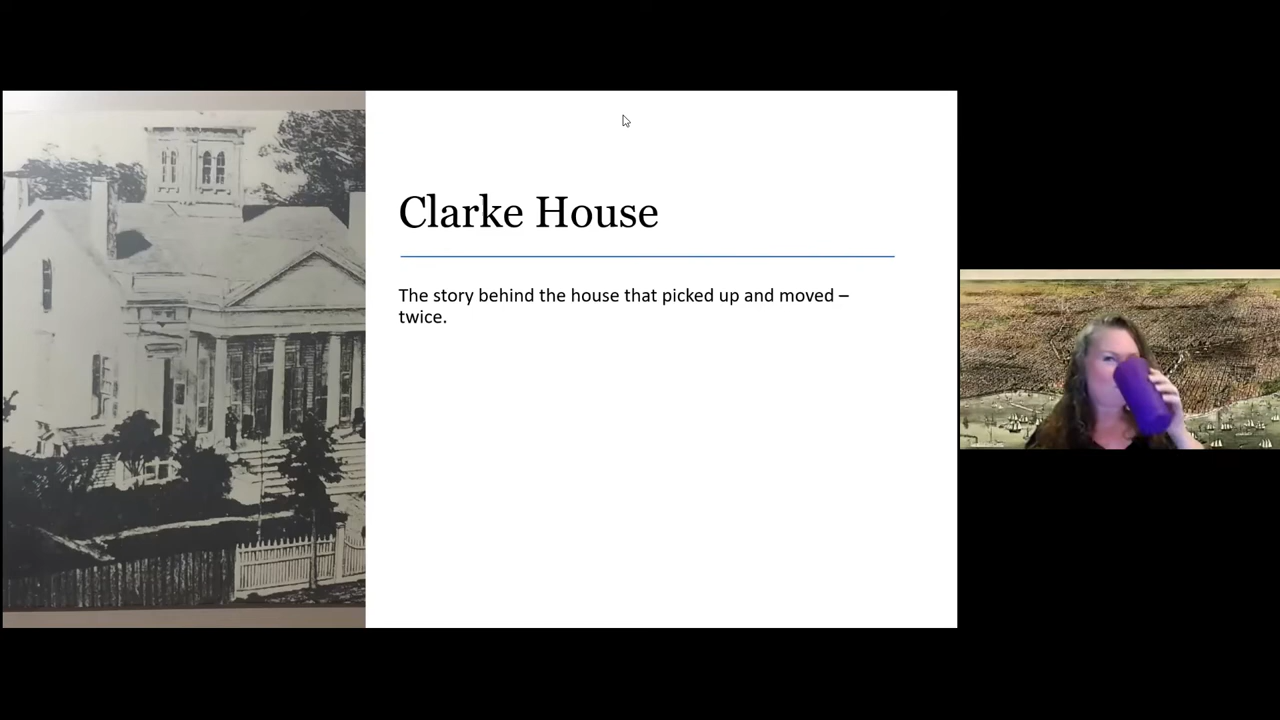 Clarke House
The story behind the house that picked up and moved –
twice.